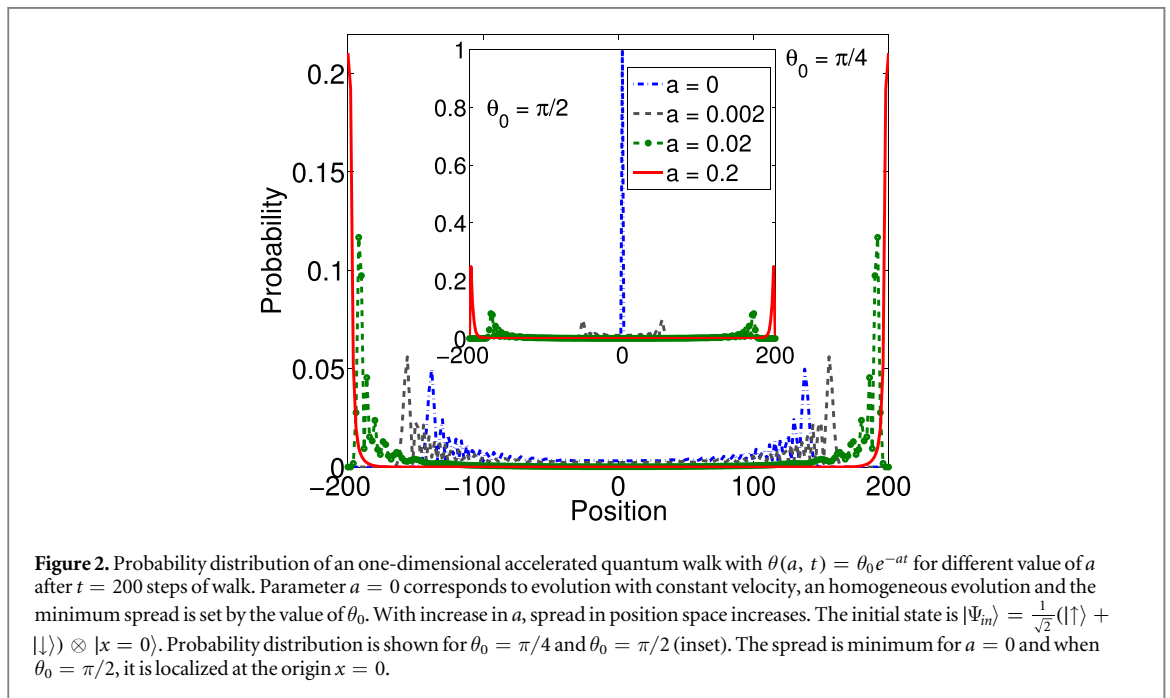 θ₀ = π/4
θ₀ = π/2
a = 0
a = 0.002
a = 0.02
a = 0.2
1
0.8
0.6
0.4
0.2
0
−200
0
200
Probability
0.2
0.15
0.1
0.05
0
−200
−100
0
100
200
Position
Figure 2. Probability distribution of an one-dimensional accelerated quantum walk with θ(a, t) = θ₀e^{−at} for different value of a
after t = 200 steps of walk. Parameter a = 0 corresponds to evolution with constant velocity, an homogeneous evolution and the
minimum spread is set by the value of θ₀. With increase in a, spread in position space increases. The initial state is |Ψ_{in}⟩ = 1/√2(|↑⟩ +
|↓⟩) ⊗ |x = 0⟩. Probability distribution is shown for θ₀ = π/4 and θ₀ = π/2 (inset). The spread is minimum for a = 0 and when
θ₀ = π/2, it is localized at the origin x = 0.